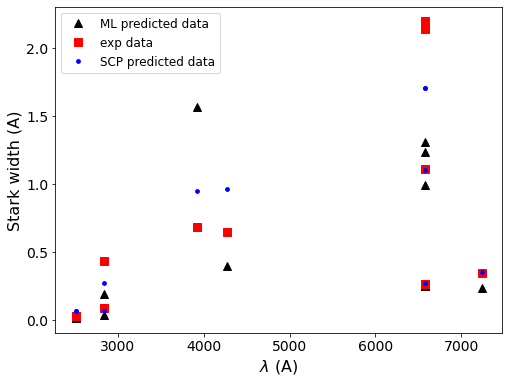 ML predicted data
exp data
SCP predicted data
2.0
1.5
1.0
0.5
0.0
Stark width (A)
3000 4000 5000 6000 7000
λ (A)